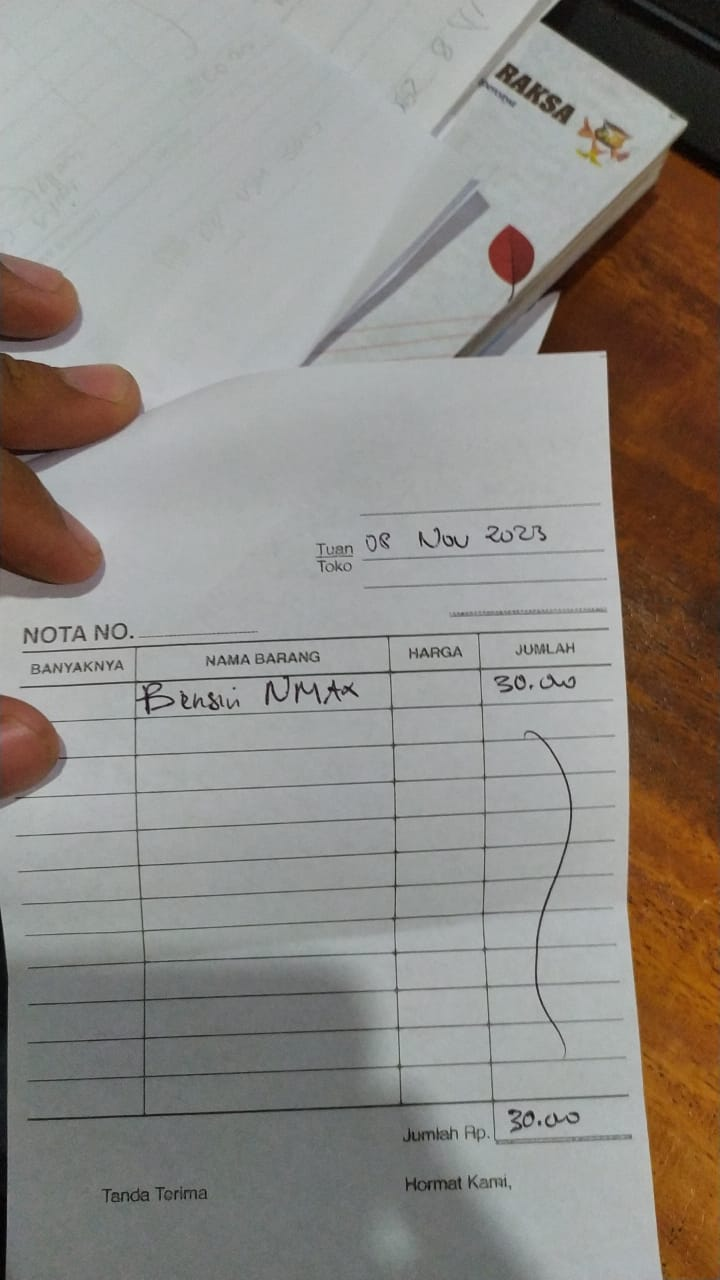 RAKSA
Tuan 08 Nov 2023
Toko
NOTA NO.
BANYAKNYA NAMA BARANG HARGA JUMLAH
Bensin NMAX 30.000
Jumlah Rp. 30.000
Tanda Terima Hormat Kami,